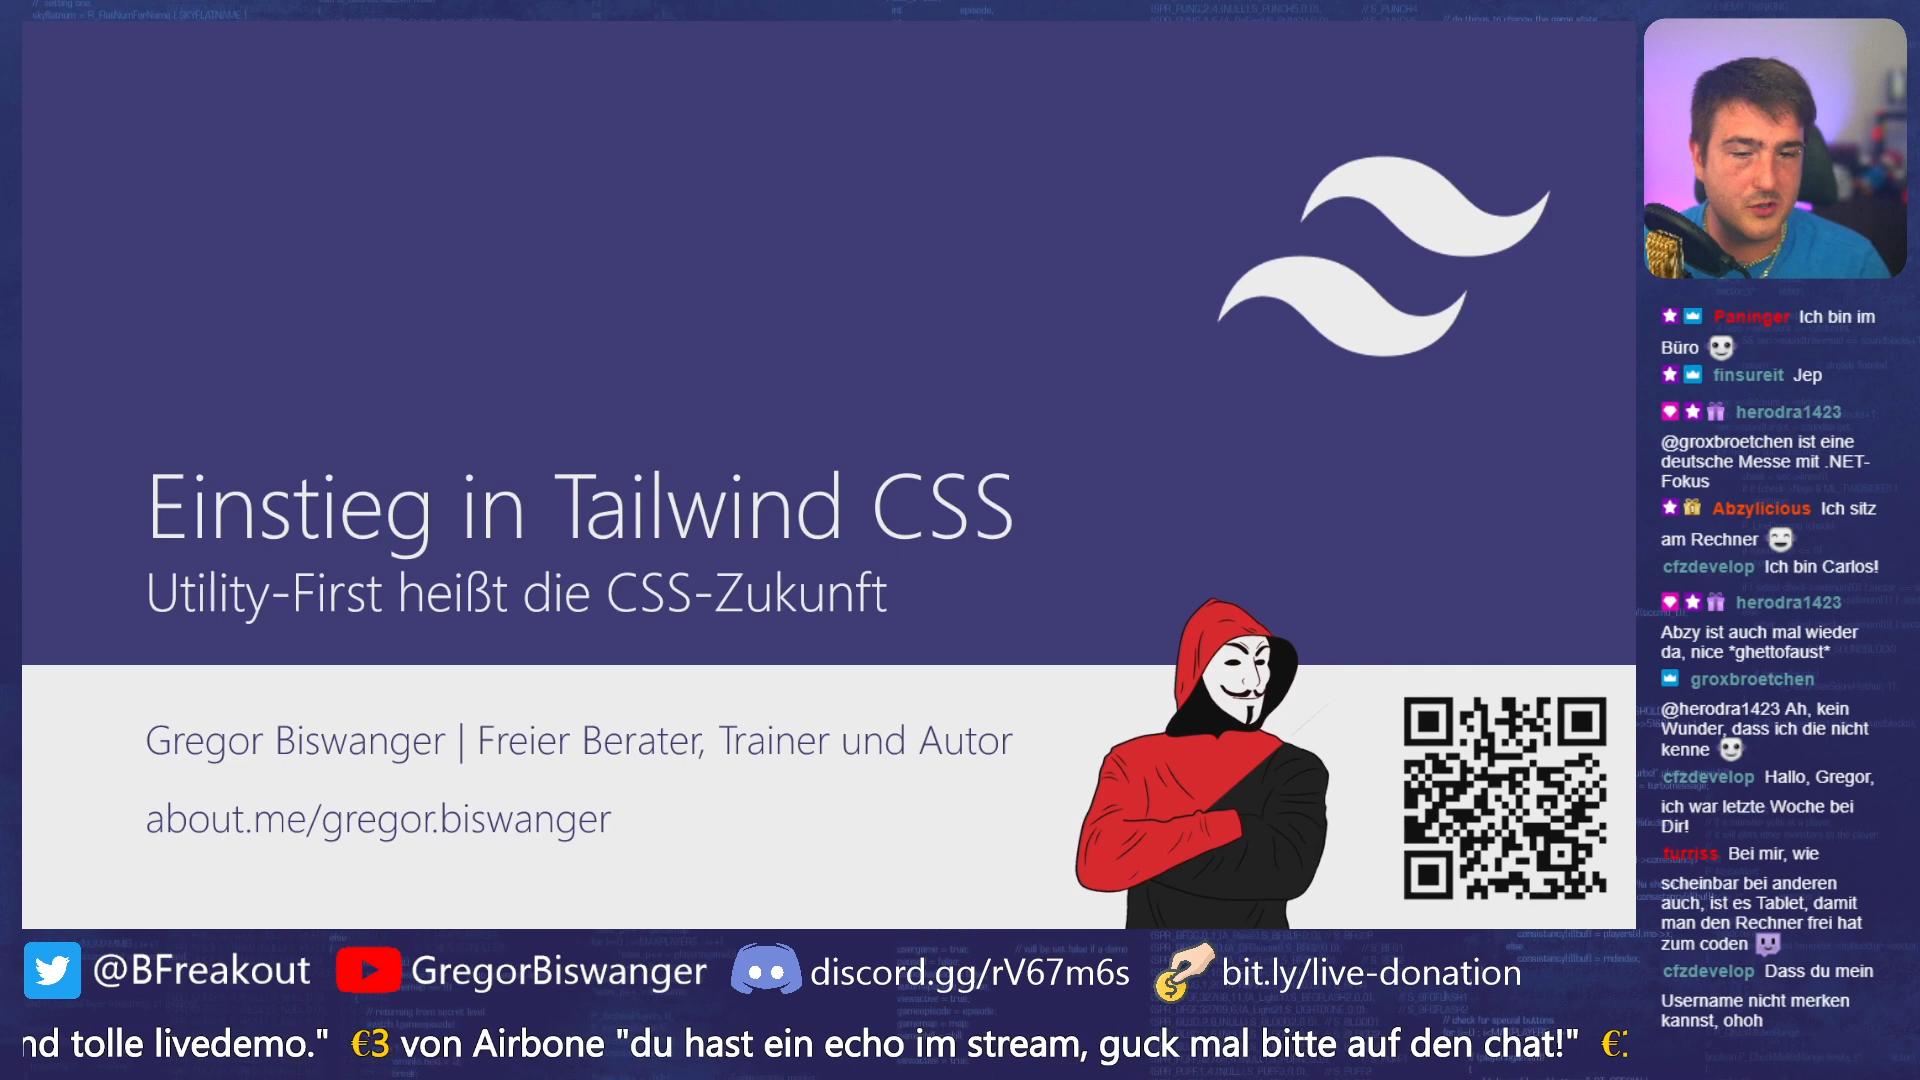 Einstieg in Tailwind CSS
Utility-First heißt die CSS-Zukunft
Gregor Biswanger | Freier Berater, Trainer und Autor
about.me/gregor.biswanger
Paninger Ich bin im
Büro
finsureit Jep
herodra1423
@groxbroetchen ist eine
deutsche Messe mit .NET-
Fokus
Abzylicious Ich sitz
am Rechner
cfzdevelop Ich bin Carlos!
herodra1423
Abzy ist auch mal wieder
da, nice *ghettofaust*
groxbroetchen
@herodra1423 Ah, kein
Wunder, dass ich die nicht
kenne
cfzdevelop Hallo, Gregor,
ich war letzte Woche bei
Dir!
furriss Bei mir, wie
scheinbar bei anderen
auch, ist es Tablet, damit
man den Rechner frei hat
zum coden
cfzdevelop Dass du mein
Username nicht merken
kannst, ohoh
@BFreakout GregorBiswanger discord.gg/rV67m6s bit.ly/live-donation
nd tolle livedemo." €3 von Airbone "du hast ein echo im stream, guck mal bitte auf den chat!" €